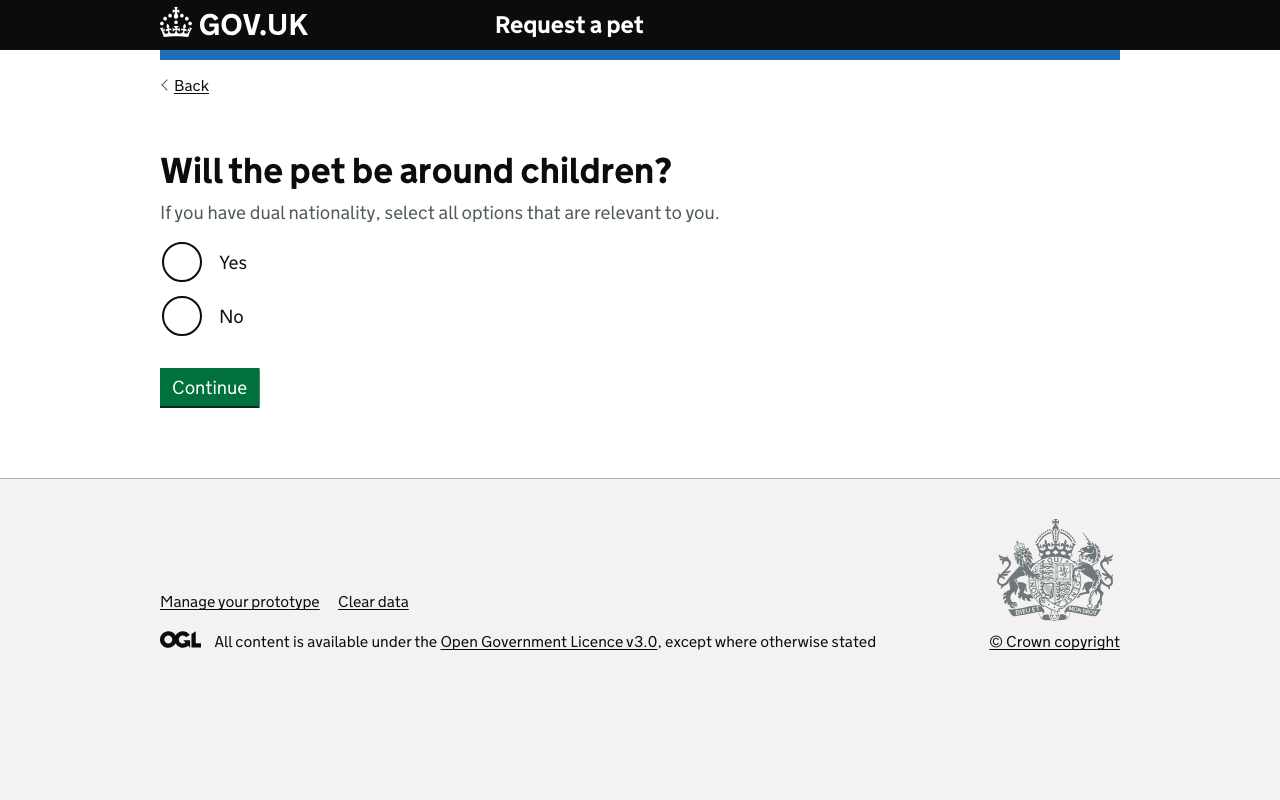 GOV.UK
Request a pet
Back
Will the pet be around children?
If you have dual nationality, select all options that are relevant to you.
Yes
No
Continue
Manage your prototype
Clear data
OGL
All content is available under the Open Government Licence v3.0, except where otherwise stated
© Crown copyright